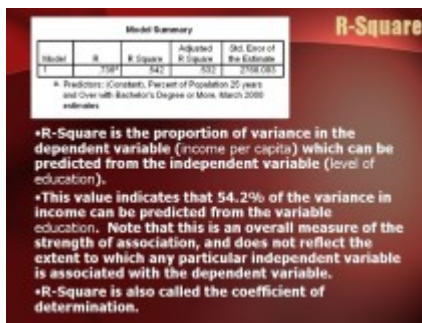 R-Square
Model Summary
Model R R Square Adjusted R Square Std. Error of the Estimate
1 .736ᵃ .542 .532 2760.003
a. Predictors: (Constant), Percent of Population 25 years
and Over with Bachelor's Degree or More, March 2000
estimates
•R-Square is the proportion of variance in the
dependent variable (income per capita) which can be
predicted from the independent variable (level of
education).
•This value indicates that 54.2% of the variance in
income can be predicted from the variable
education. Note that this is an overall measure of the
strength of association, and does not reflect the
extent to which any particular independent variable
is associated with the dependent variable.
•R-Square is also called the coefficient of
determination.